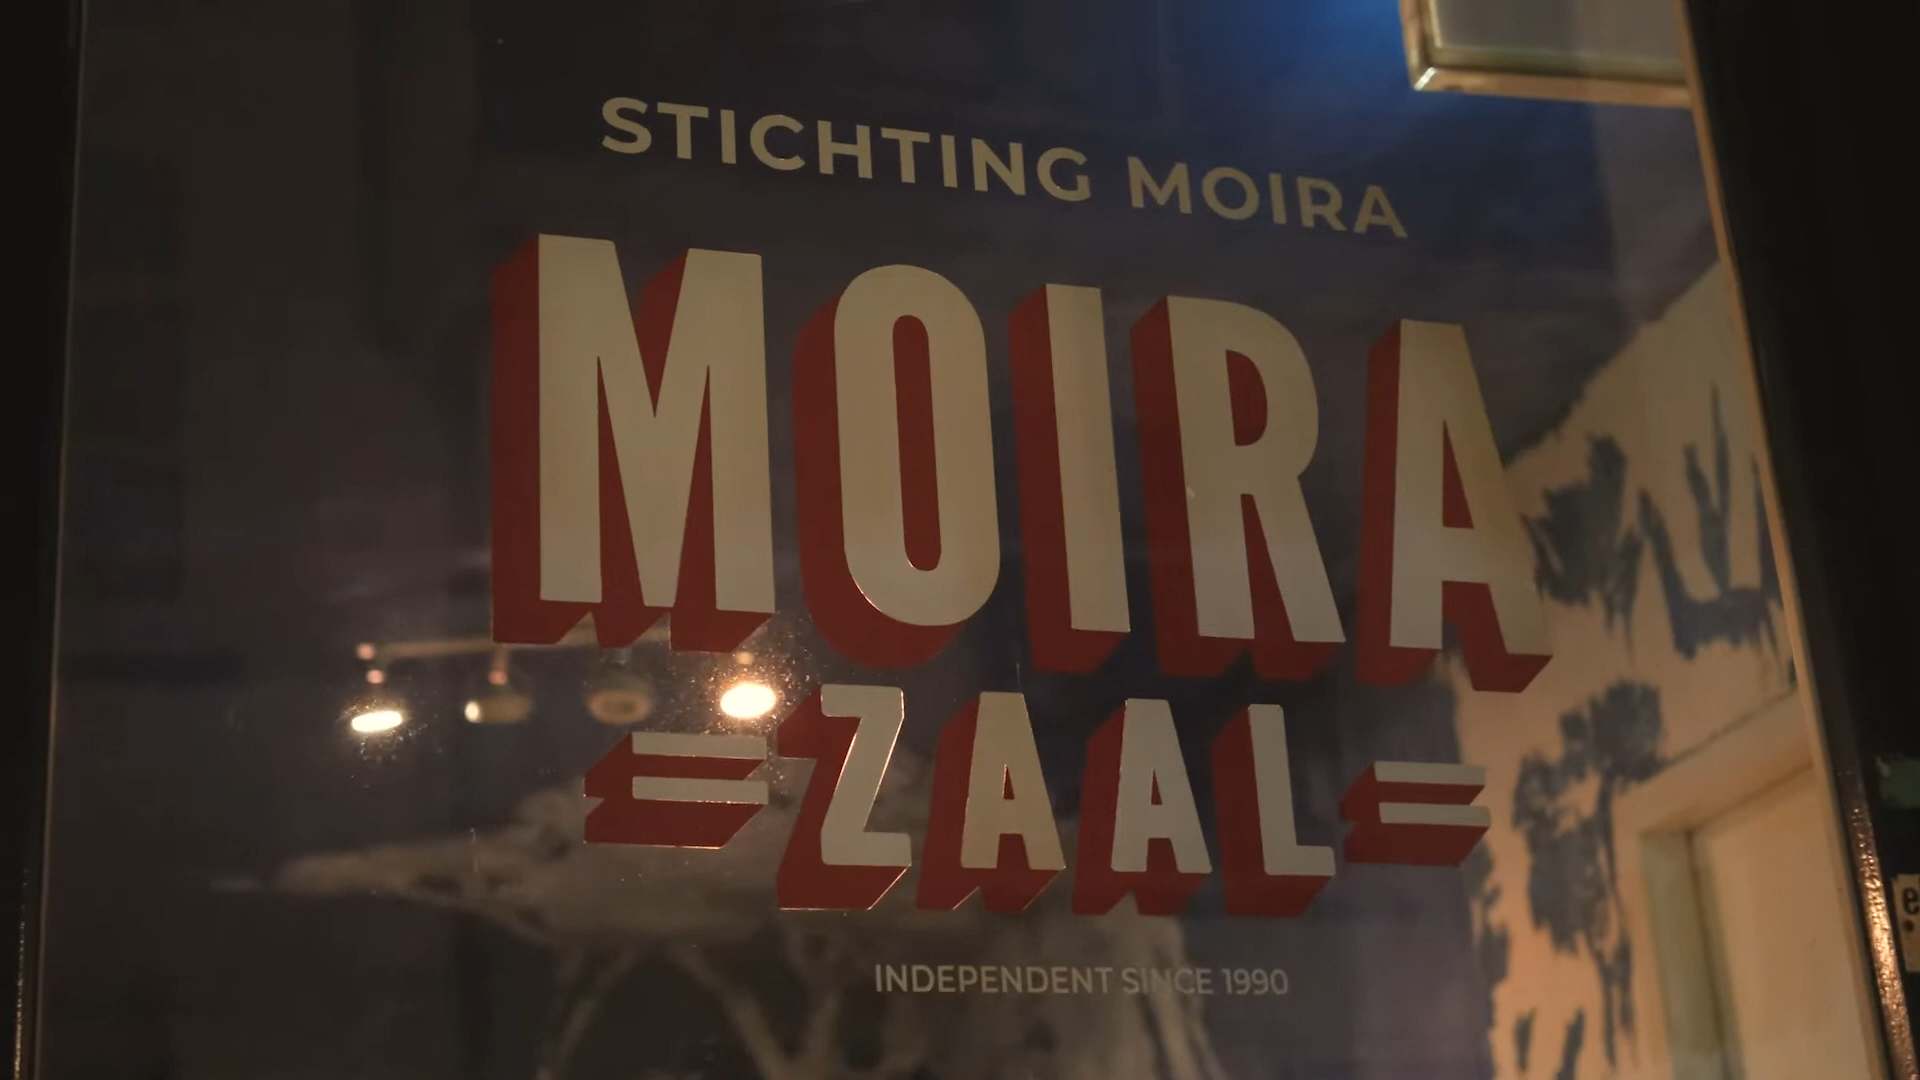 STICHTING MOIRA
MOIRA
ZAAL
INDEPENDENT SINCE 1990